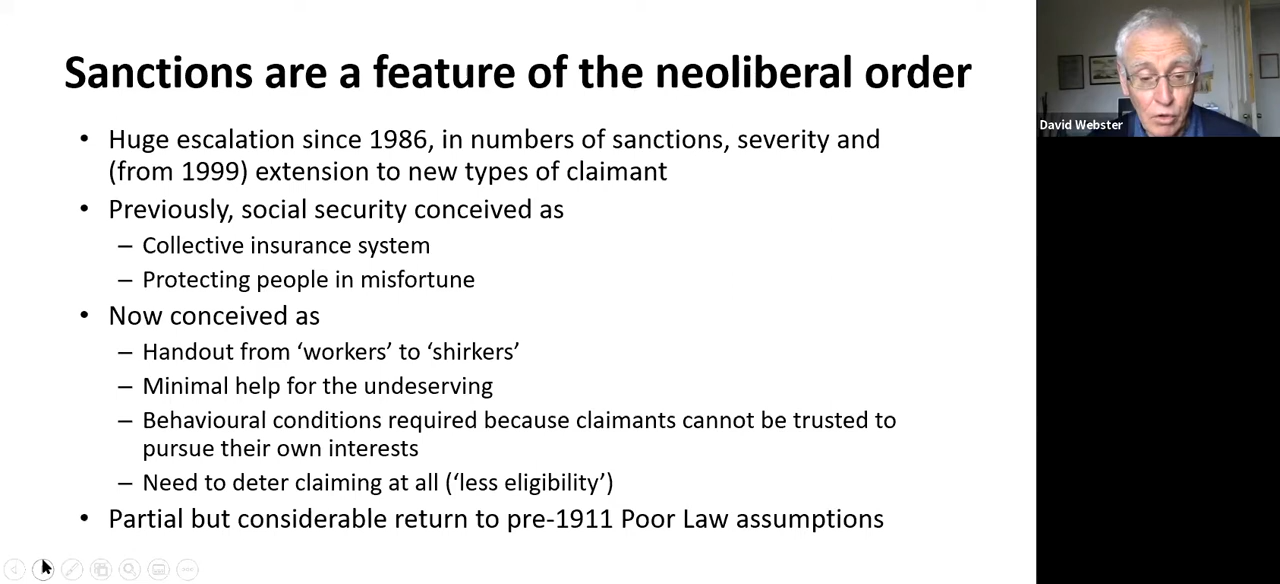 Sanctions are a feature of the neoliberal order
• Huge escalation since 1986, in numbers of sanctions, severity and
(from 1999) extension to new types of claimant
• Previously, social security conceived as
– Collective insurance system
– Protecting people in misfortune
• Now conceived as
– Handout from ‘workers’ to ‘shirkers’
– Minimal help for the undeserving
– Behavioural conditions required because claimants cannot be trusted to
pursue their own interests
– Need to deter claiming at all (‘less eligibility’)
• Partial but considerable return to pre-1911 Poor Law assumptions
David Webster